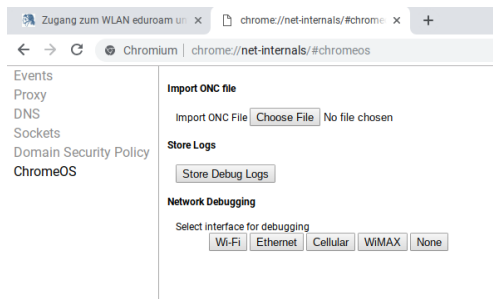 Zugang zum WLAN eduroam un
chrome://net-internals/#chrome
Chromium | chrome://net-internals/#chromeos
Events
Proxy
DNS
Sockets
Domain Security Policy
ChromeOS
Import ONC file
Import ONC File Choose File No file chosen
Store Logs
Store Debug Logs
Network Debugging
Select interface for debugging
Wi-Fi Ethernet Cellular WiMAX None